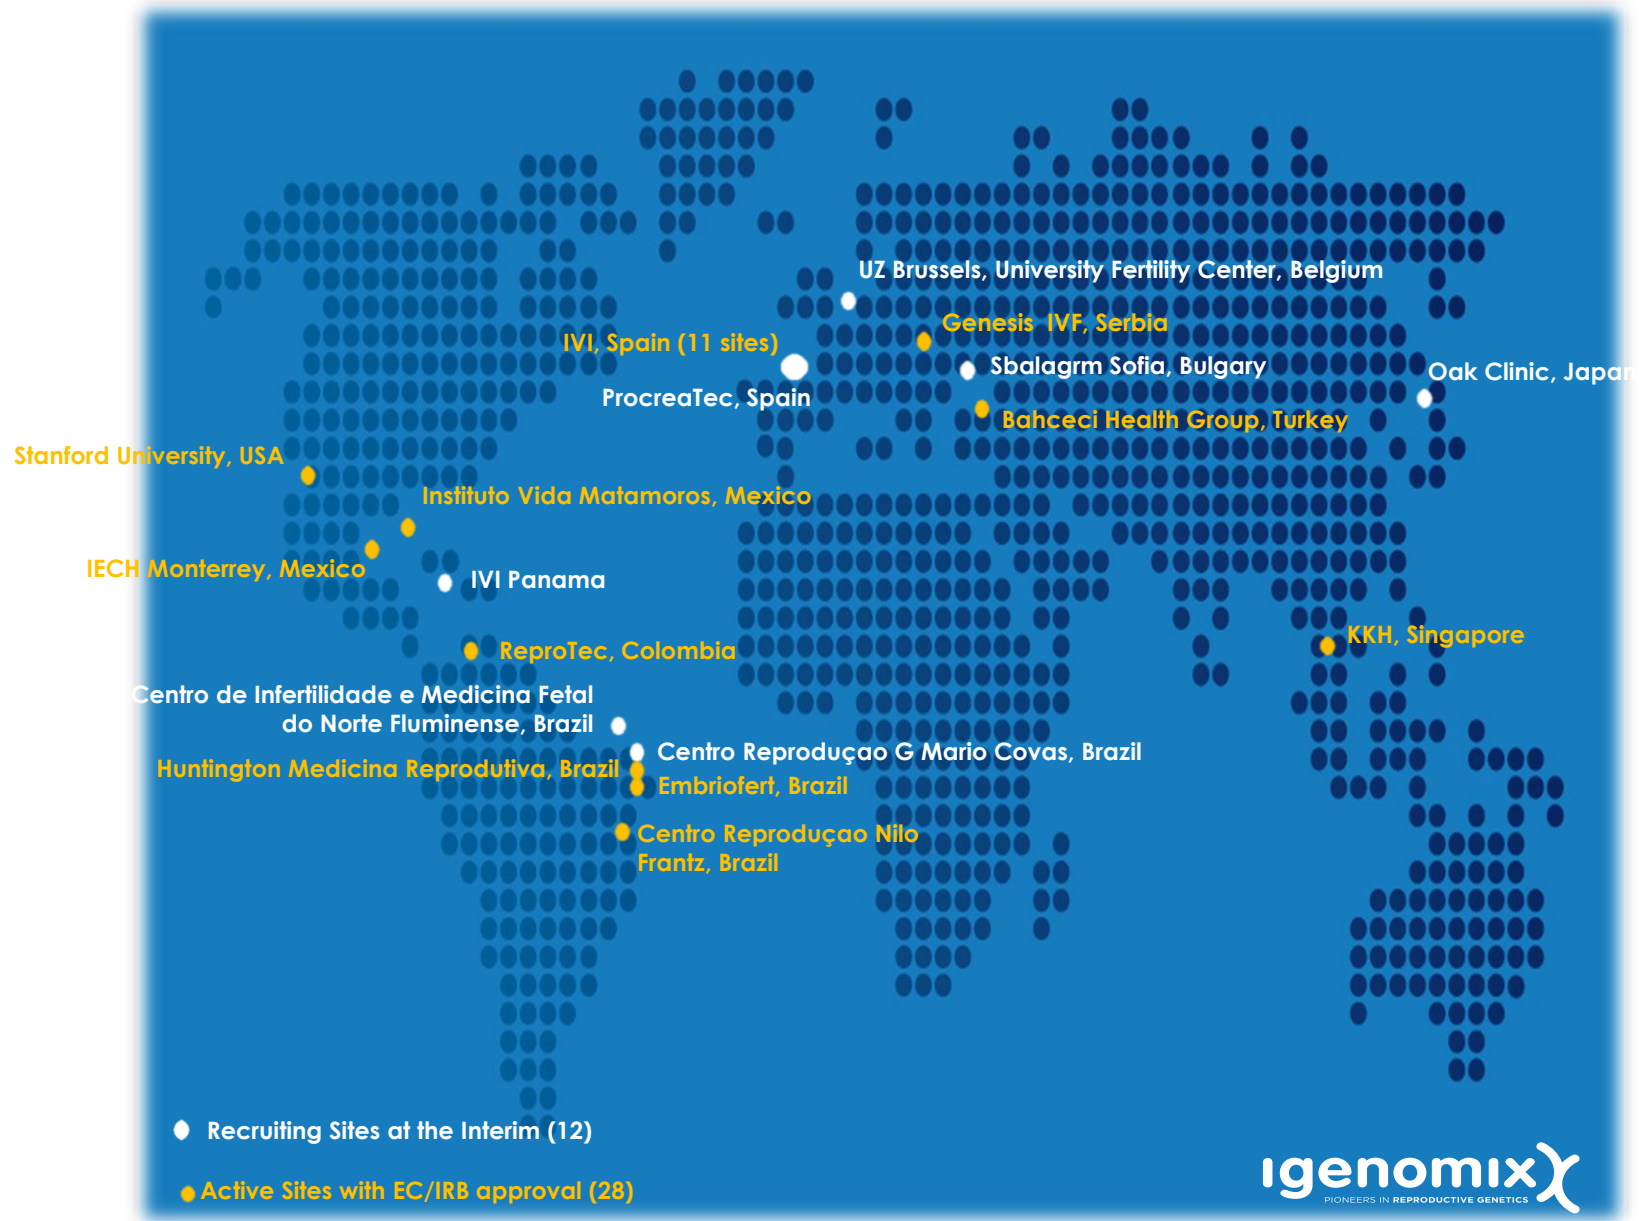 UZ Brussels, University Fertility Center, Belgium
Genesis IVF, Serbia
IVI, Spain (11 sites)
Sbalagrm Sofia, Bulgary
Oak Clinic, Japan
ProcreaTec, Spain
Bahceci Health Group, Turkey
Stanford University, USA
Instituto Vida Matamoros, Mexico
IECH Monterrey, Mexico
IVI Panama
KKH, Singapore
ReproTec, Colombia
Centro de Infertilidade e Medicina Fetal
do Norte Fluminense, Brazil
Centro Reproduçao G Mario Covas, Brazil
Huntington Medicina Reprodutiva, Brazil
Embriofert, Brazil
Centro Reproduçao Nilo
Frantz, Brazil
Recruiting Sites at the Interim (12)
Active Sites with EC/IRB approval (28)
igenomix
PIONEERS IN REPRODUCTIVE GENETICS